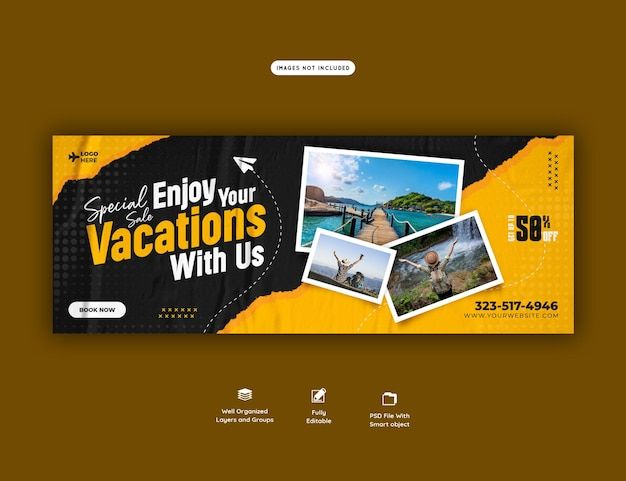 IMAGES NOT INCLUDED
LOGO
HERE
Special
Sale
Enjoy Your
Vacations
With Us
BOOK NOW
GET UP TO
50%
OFF
323-517-4946
WWW.YOURWEBSITE.COM
Well Organized
Layers and Groups
Fully
Editable
PSD File With
Smart object